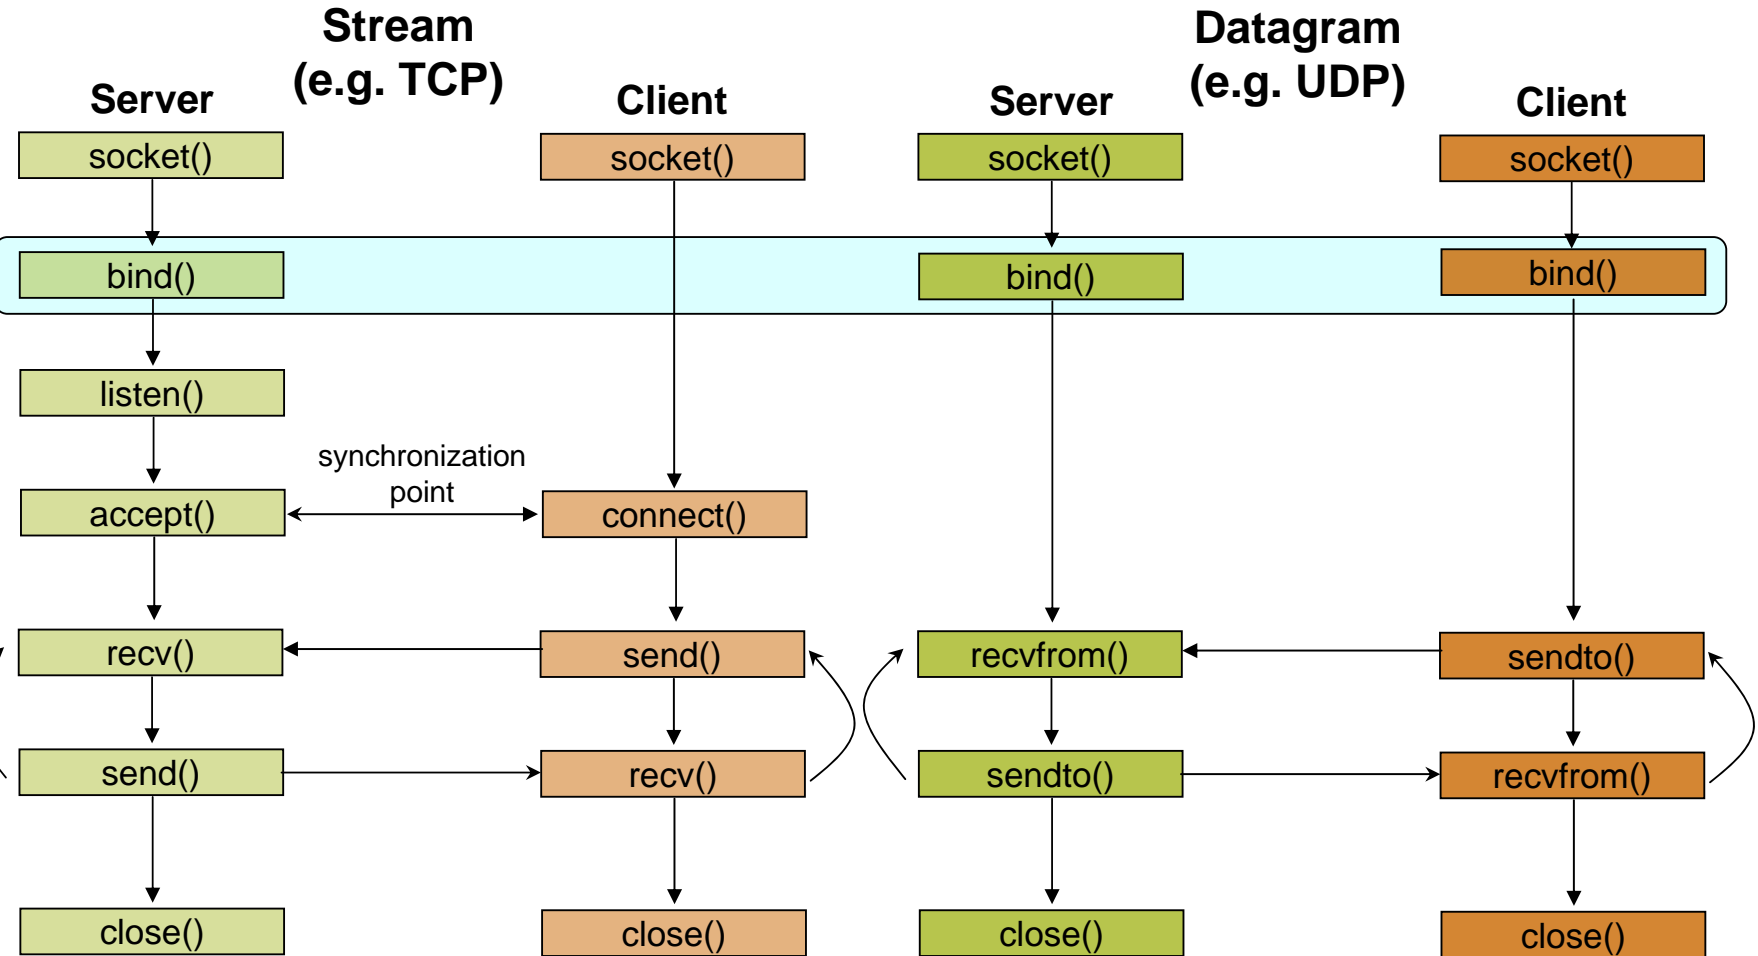 Stream
(e.g. TCP)
Server
Client
socket()
socket()
bind()
listen()
synchronization
point
accept()
connect()
recv()
send()
send()
recv()
close()
close()
Datagram
(e.g. UDP)
Server
Client
socket()
socket()
bind()
bind()
recvfrom()
sendto()
sendto()
recvfrom()
close()
close()